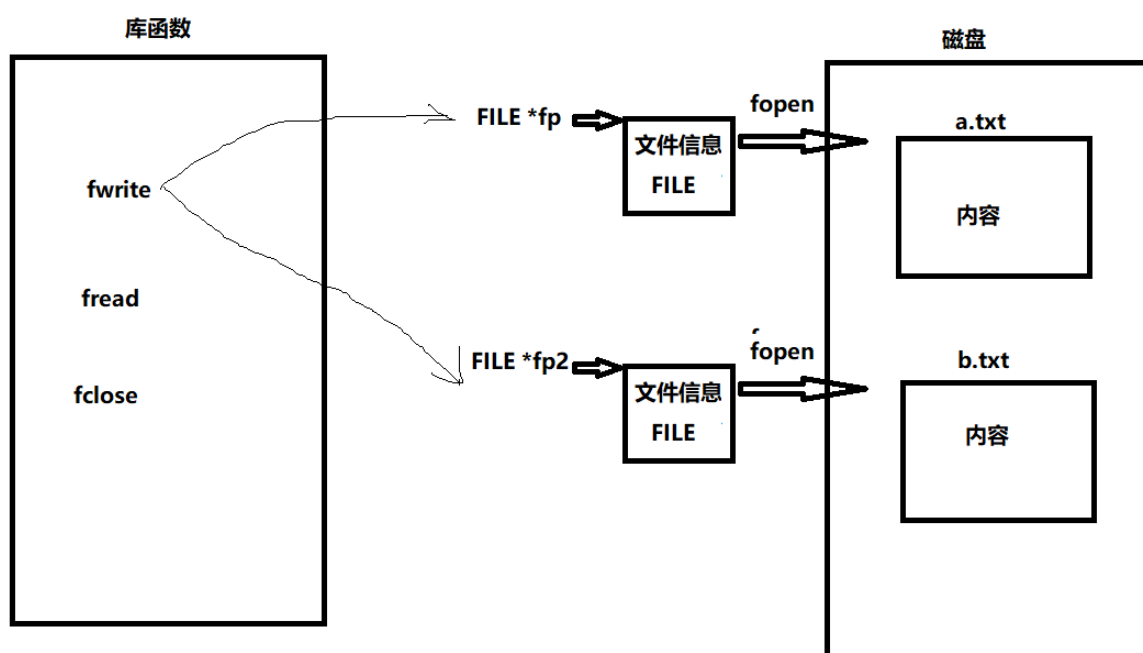 库函数
fwrite
fread
fclose
FILE *fp
文件信息
FILE
fopen
FILE *fp2
文件信息
FILE
fopen
磁盘
a.txt
内容
b.txt
内容